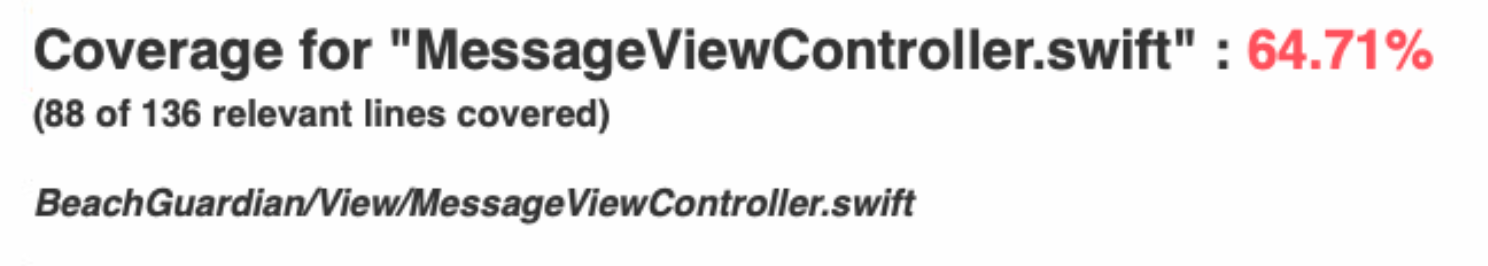 Coverage for "MessageViewController.swift" : 64.71%
(88 of 136 relevant lines covered)
BeachGuardian/View/MessageViewController.swift